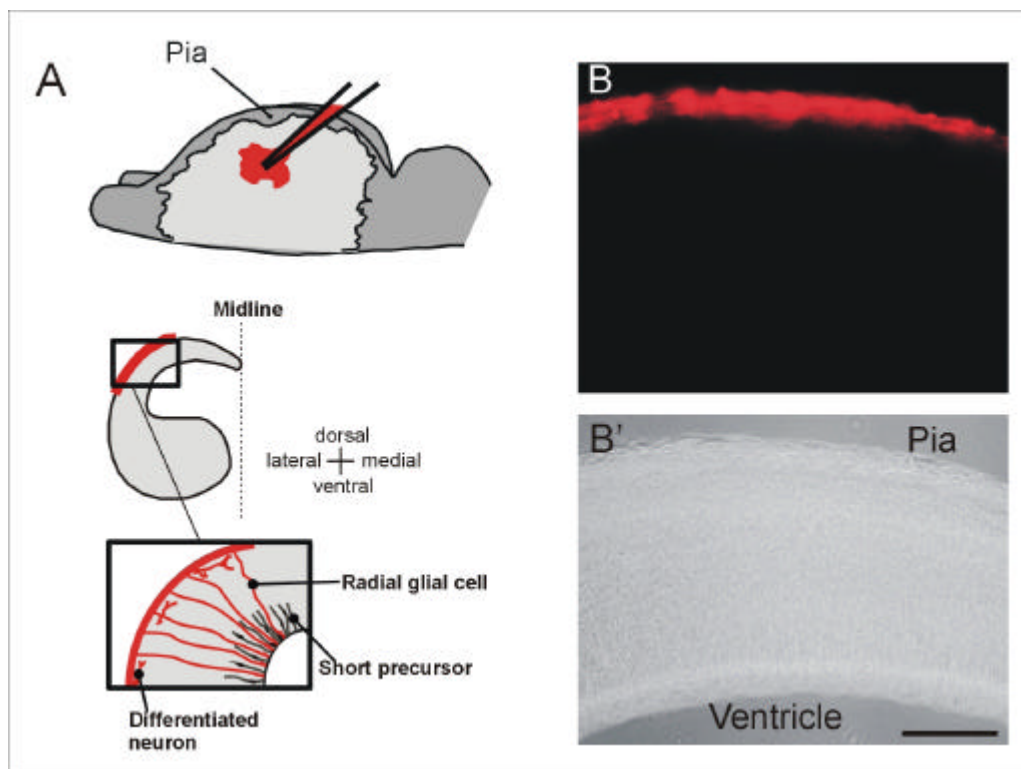 A
Pia
Midline
dorsal
lateral medial
ventral
Radial glial cell
Short precursor
Differentiated
neuron
B
B'
Pia
Ventricle